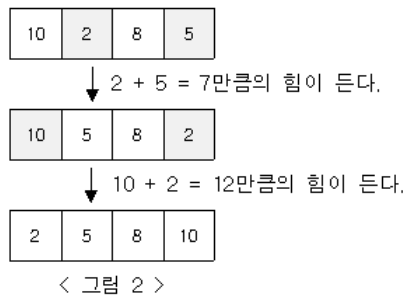 10 2 8 5
2 + 5 = 7만큼의 힘이 든다.
10 5 8 2
10 + 2 = 12만큼의 힘이 든다.
2 5 8 10
< 그림 2 >